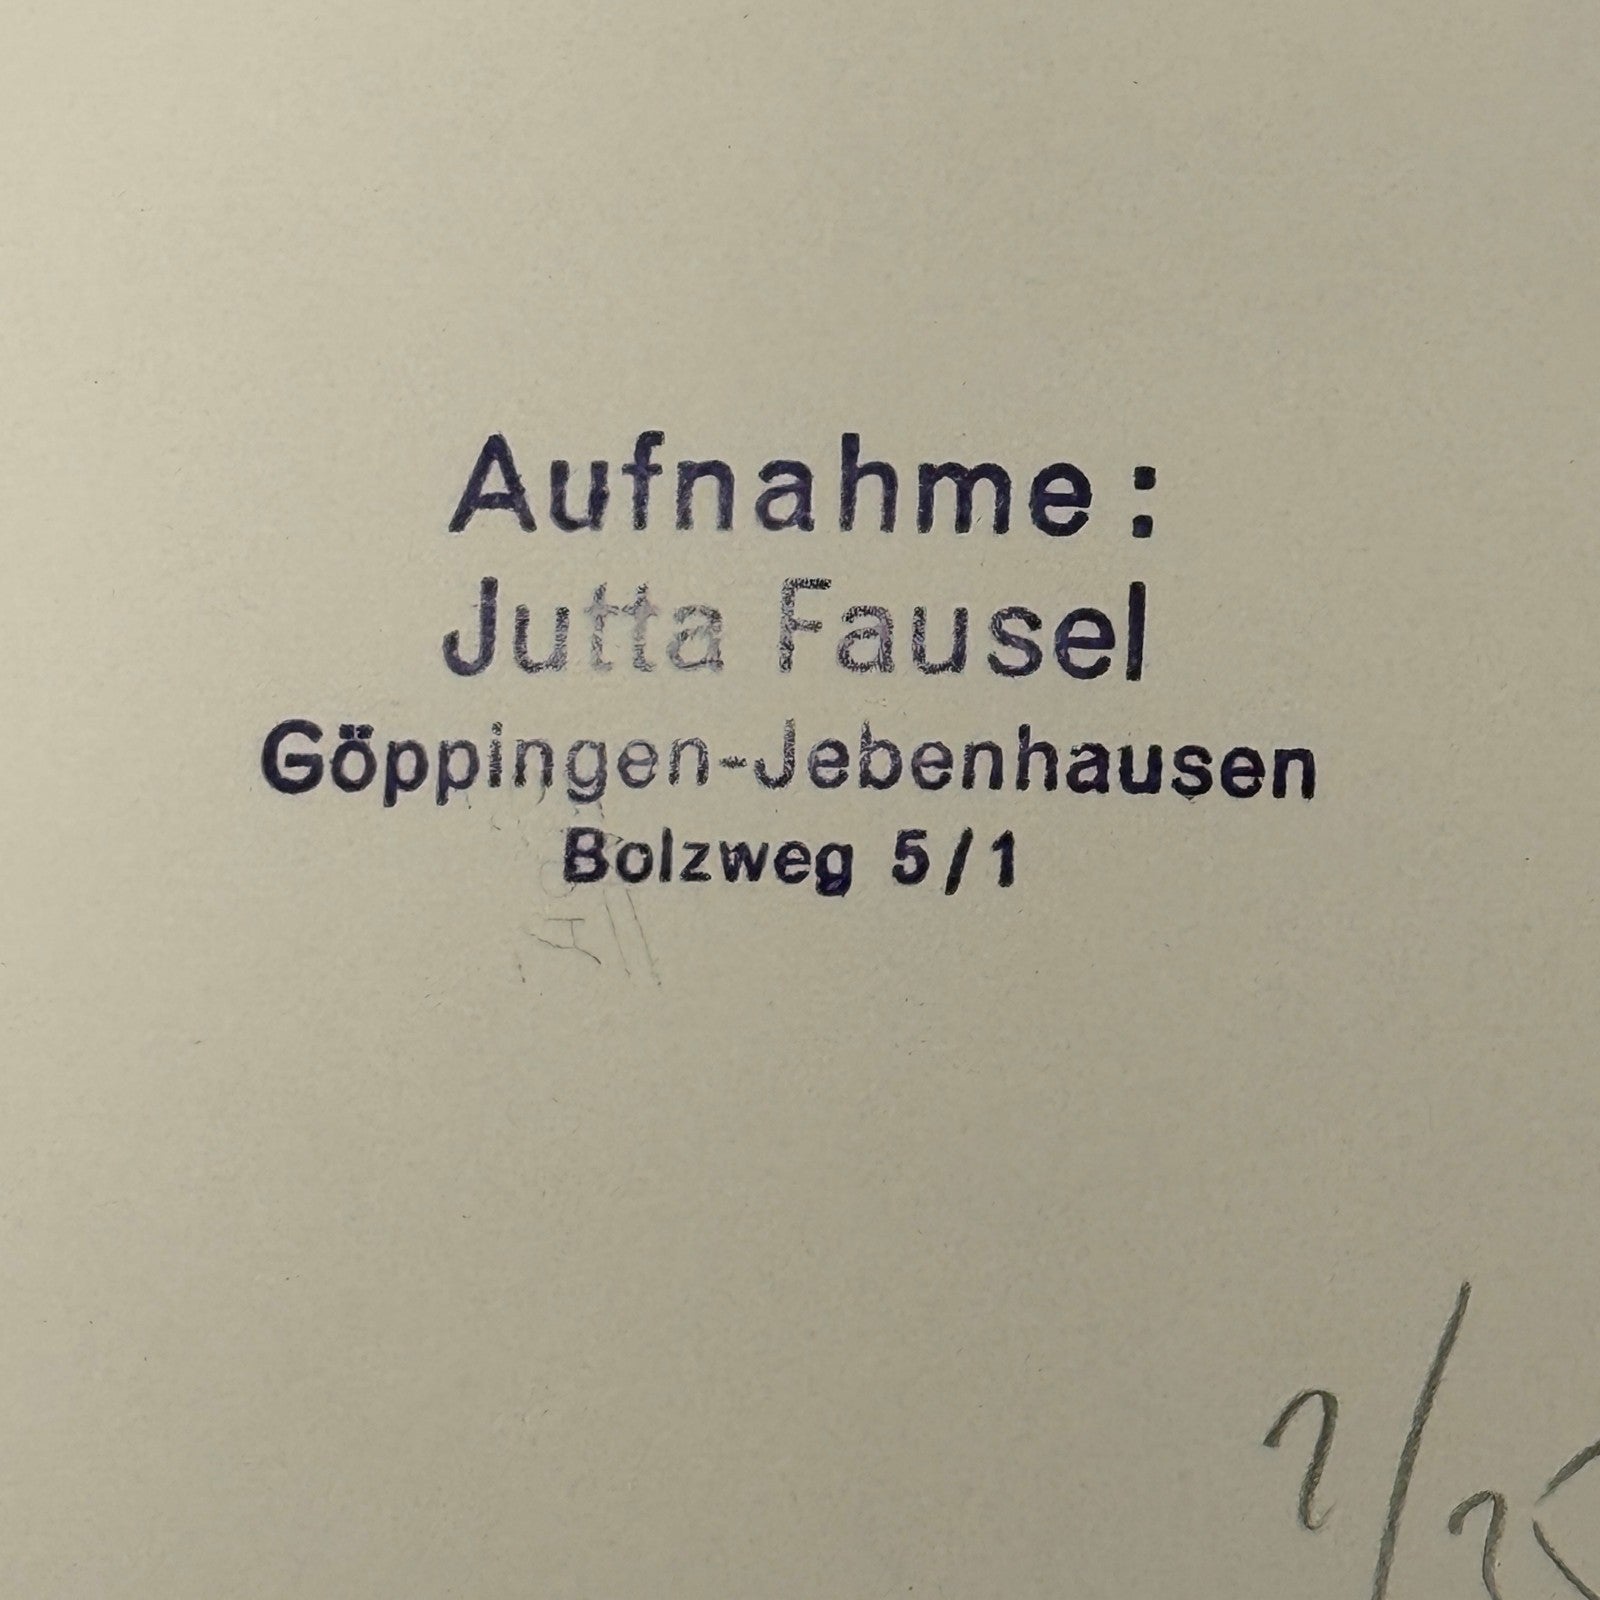 Aufnahme:
Jutta Fausel
Göppingen-Jebenhausen
Bolzweg 5/1